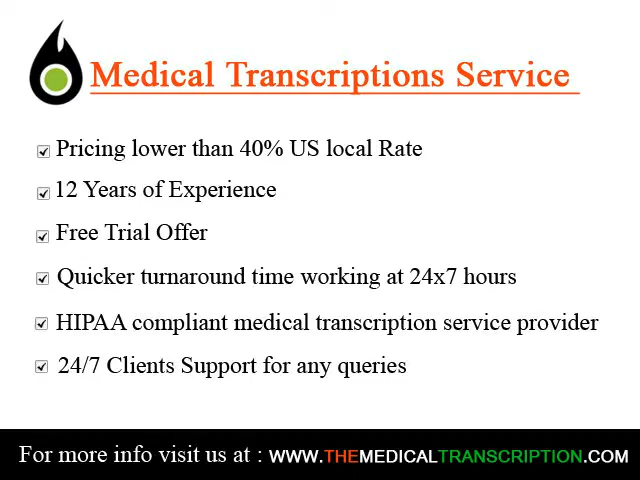 Medical Transcriptions Service
Pricing lower than 40% US local Rate
12 Years of Experience
Free Trial Offer
Quicker turnaround time working at 24x7 hours
HIPAA compliant medical transcription service provider
24/7 Clients Support for any queries
For more info visit us at : WWW.THEMEDICALTRANSCRIPTION.COM